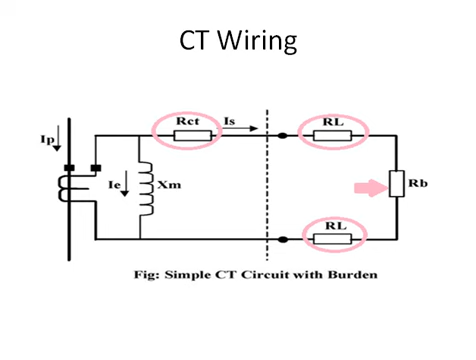 CT Wiring
Rct
Is
RL
Ip
Ie
Xm
Rb
RL
Fig: Simple CT Circuit with Burden